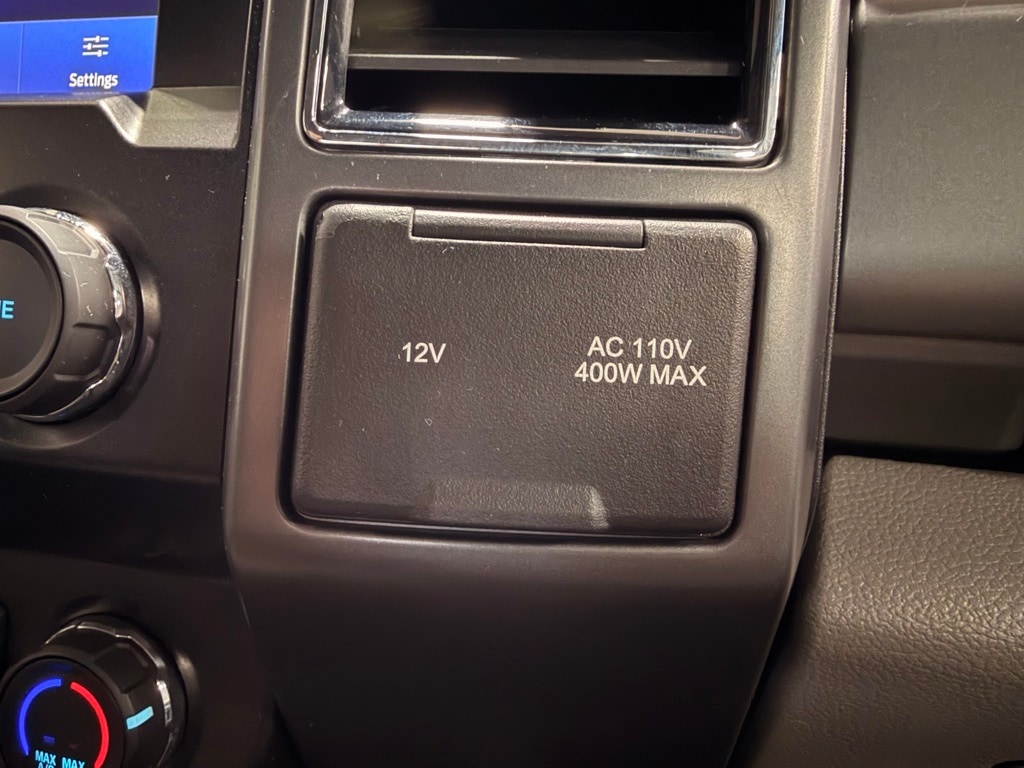 Settings
12V
AC 110V
400W MAX
MAX MAX
A/C